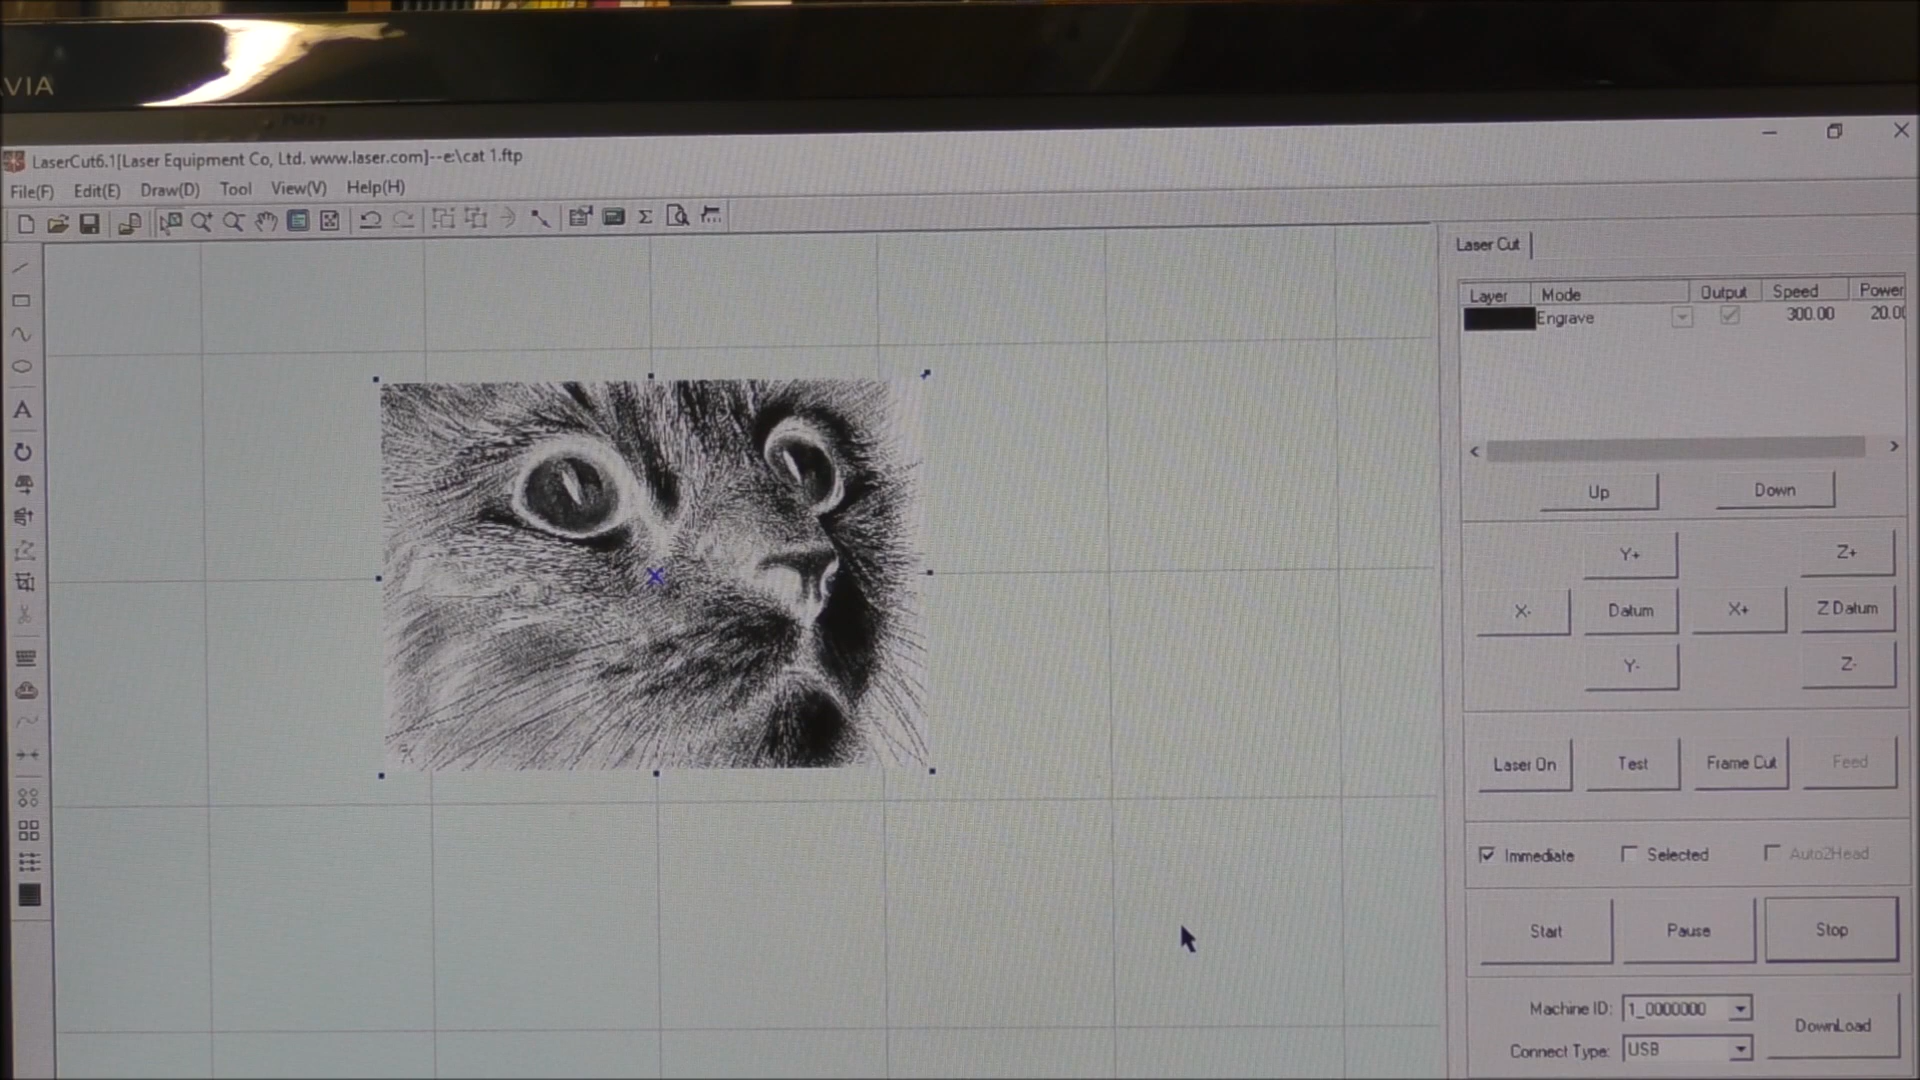 VIA
LaserCut6.1[Laser Equipment Co, Ltd. www.laser.com]--e:\cat 1.ftp
File(F) Edit(E) Draw(D) Tool View(V) Help(H)
Laser Cut
Layer Mode Output Speed Power
Engrave 300.00 20.00
Up Down
Y+ Z+
X- Datum X+ Z Datum
Y- Z-
Laser On Test Frame Cut Feed
Immediate Selected Auto2Head
Start Pause Stop
Machine ID: 1_0000000
DownLoad
Connect Type: USB